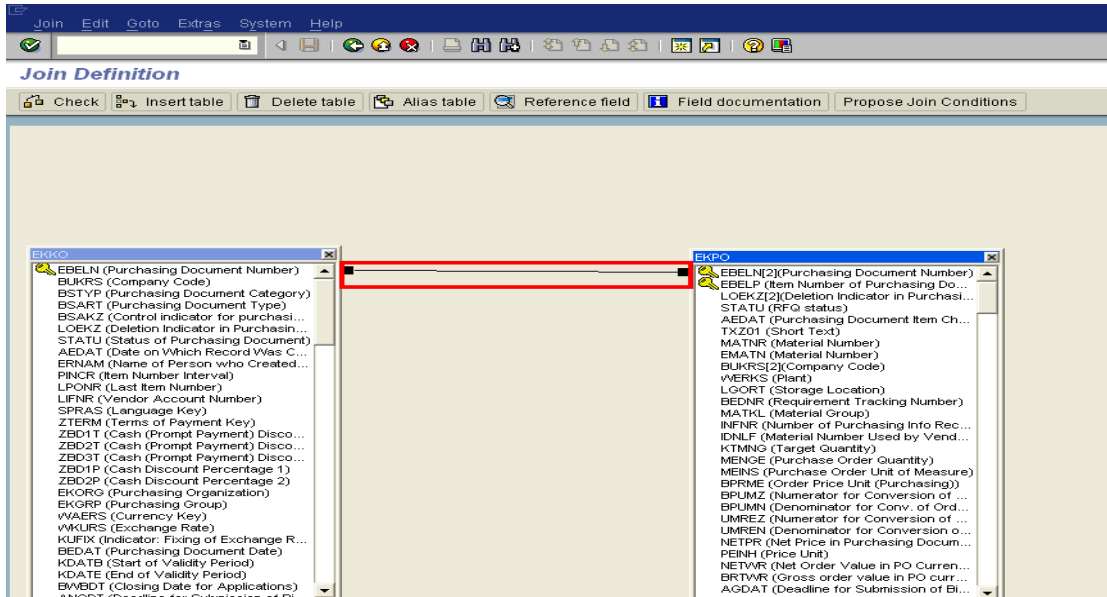 Join Edit Goto Extras System Help
Join Definition
Check Insert table Delete table Alias table Reference field Field documentation Propose Join Conditions
EKKO
EBELN (Purchasing Document Number)
BUKRS (Company Code)
BSTYP (Purchasing Document Category)
BSART (Purchasing Document Type)
BSAKZ (Control indicator for purchasi...
LOEKZ (Deletion Indicator in Purchasin...
STATU (Status of Purchasing Document)
AEDAT (Date on Which Record Was C...
ERNAM (Name of Person who Created...
PINCR (Item Number Interval)
LPONR (Last Item Number)
LIFNR (Vendor Account Number)
SPRAS (Language Key)
ZTERM (Terms of Payment Key)
ZBD1T (Cash (Prompt Payment) Disco...
ZBD2T (Cash (Prompt Payment) Disco...
ZBD3T (Cash (Prompt Payment) Disco...
ZBD1P (Cash Discount Percentage 1)
ZBD2P (Cash Discount Percentage 2)
EKORG (Purchasing Organization)
EKGRP (Purchasing Group)
WAERS (Currency Key)
WKURS (Exchange Rate)
KUFIX (Indicator: Fixing of Exchange R...
BEDAT (Purchasing Document Date)
KDATB (Start of Validity Period)
KDATE (End of Validity Period)
BWBDT (Closing Date for Applications)
EKPO
EBELN[2](Purchasing Document Number)
EBELP (Item Number of Purchasing Do...
LOEKZ[2](Deletion Indicator in Purchasi...
STATU (RFQ status)
AEDAT (Purchasing Document Item Ch...
TXZ01 (Short Text)
MATNR (Material Number)
EMATN (Material Number)
BUKRS[2](Company Code)
WERKS (Plant)
LGORT (Storage Location)
BEDNR (Requirement Tracking Number)
MATKL (Material Group)
INFNR (Number of Purchasing Info Rec...
IDNLF (Material Number Used by Vend...
KTMNG (Target Quantity)
MENGE (Purchase Order Quantity)
MEINS (Purchase Order Unit of Measure)
BPRME (Order Price Unit (Purchasing))
BPUMZ (Numerator for Conversion of ...
BPUMN (Denominator for Conv. of Ord...
UMREZ (Numerator for Conversion of ...
UMREN (Denominator for Conversion o...
NETPR (Net Price in Purchasing Docum...
PEINH (Price Unit)
NETWR (Net Order Value in PO Curren...
BRTWR (Gross order value in PO curr...
AGDAT (Deadline for Submission of Bi...